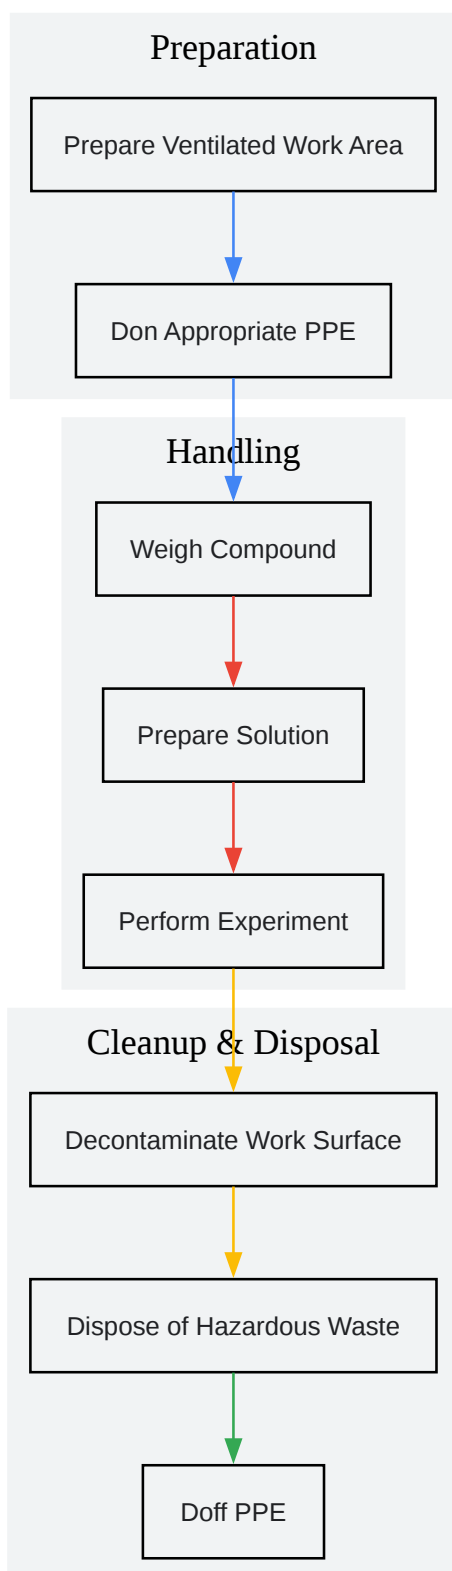 Preparation
Prepare Ventilated Work Area
Don Appropriate PPE
Handling
Weigh Compound
Prepare Solution
Perform Experiment
Cleanup & Disposal
Decontaminate Work Surface
Dispose of Hazardous Waste
Doff PPE